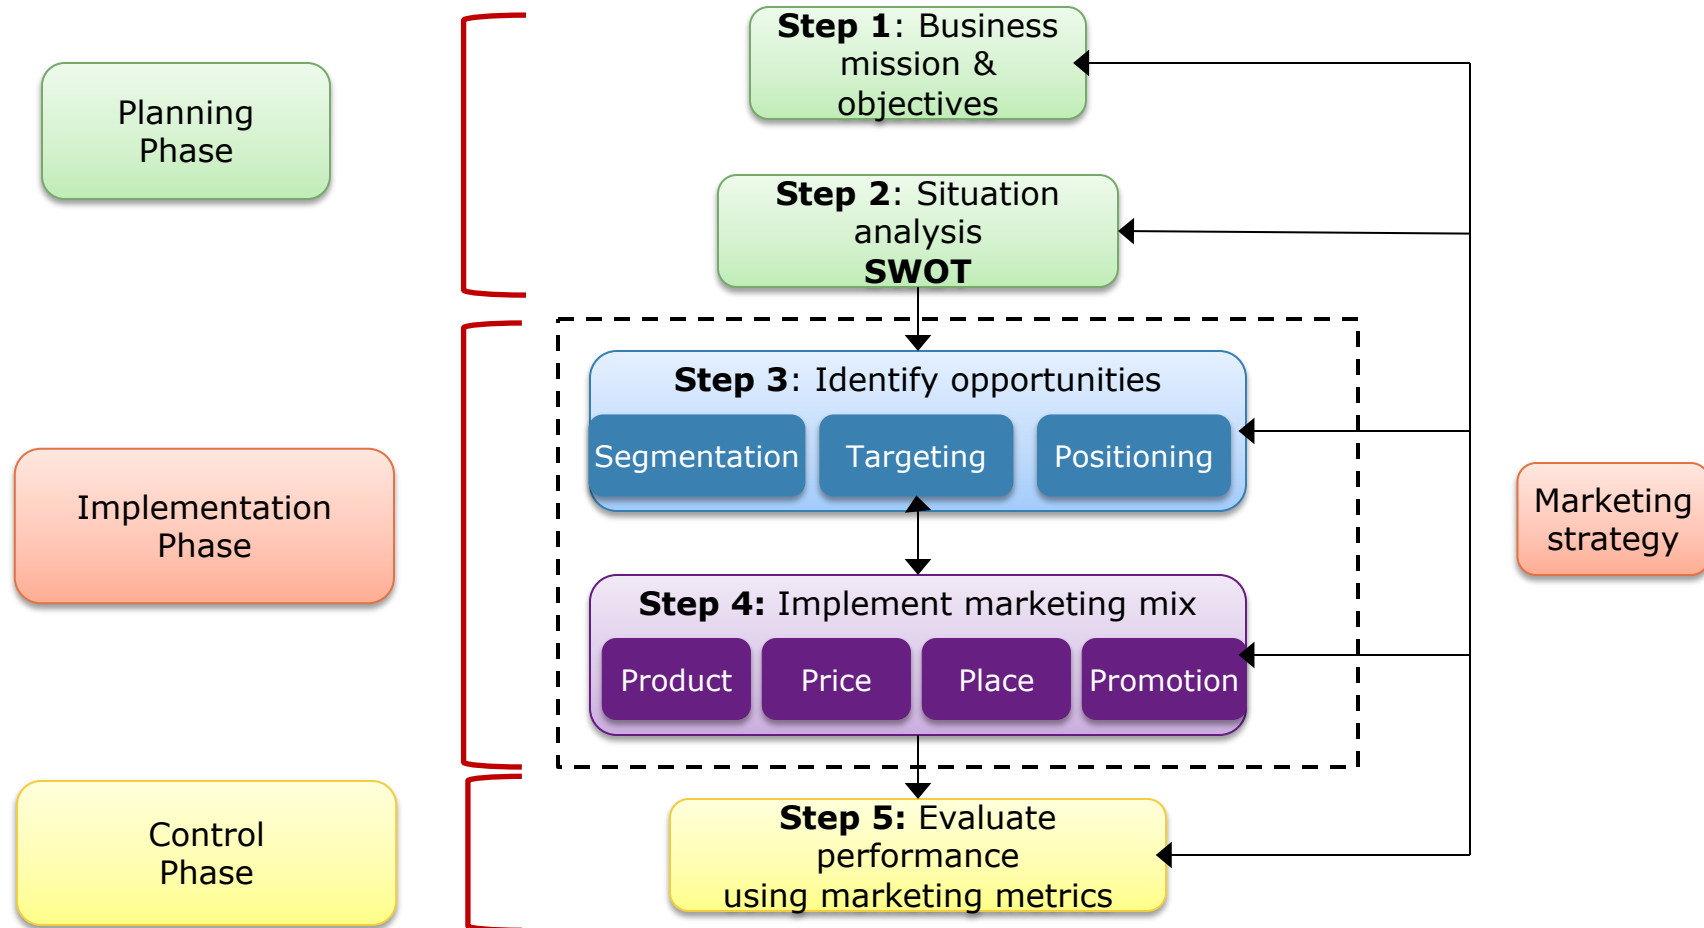 Planning
Phase
Step 1: Business
mission &
objectives
Step 2: Situation
analysis
SWOT
Implementation
Phase
Step 3: Identify opportunities
Segmentation
Targeting
Positioning
Step 4: Implement marketing mix
Product
Price
Place
Promotion
Marketing
strategy
Control
Phase
Step 5: Evaluate
performance
using marketing metrics